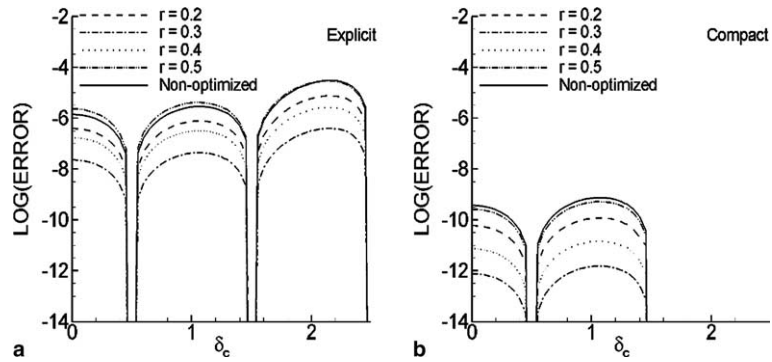 -2
-4
-6
-8
-10
-12
-14
LOG(ERROR)
r = 0.2
r = 0.3
r = 0.4
r = 0.5
Non-optimized
Explicit
0
1
2
δc
a
-2
-4
-6
-8
-10
-12
-14
LOG(ERROR)
r = 0.2
r = 0.3
r = 0.4
r = 0.5
Non-optimized
Compact
0
1
2
δc
b